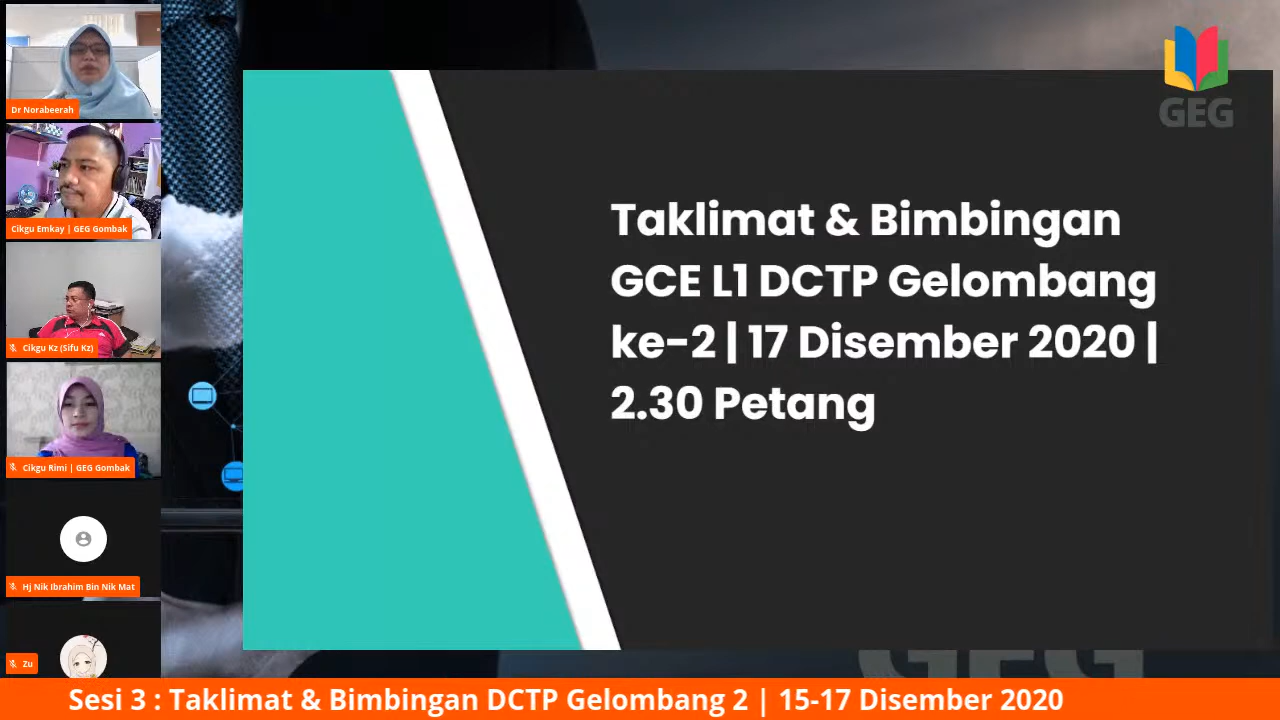 Dr Norabeerah
Cikgu Emkay | GEG Gombak
Cikgu Kz (Sifu Kz)
Cikgu Rimi | GEG Gombak
Hj Nik Ibrahim Bin Nik Mat
Zu
GEG
Taklimat & Bimbingan
GCE L1 DCTP Gelombang
ke-2 | 17 Disember 2020 |
2.30 Petang
GEG
Sesi 3 : Taklimat & Bimbingan DCTP Gelombang 2 | 15-17 Disember 2020